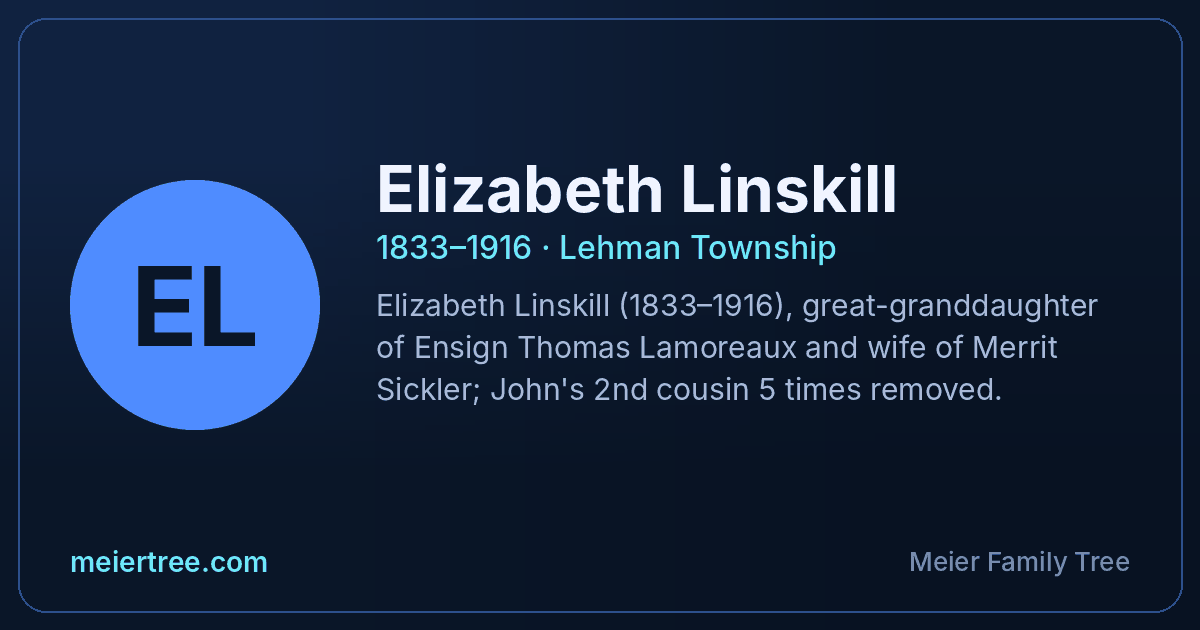 EL
Elizabeth Linskill
1833–1916 · Lehman Township
Elizabeth Linskill (1833–1916), great-granddaughter
of Ensign Thomas Lamoreaux and wife of Merrit
Sickler; John's 2nd cousin 5 times removed.
meiertree.com
Meier Family Tree